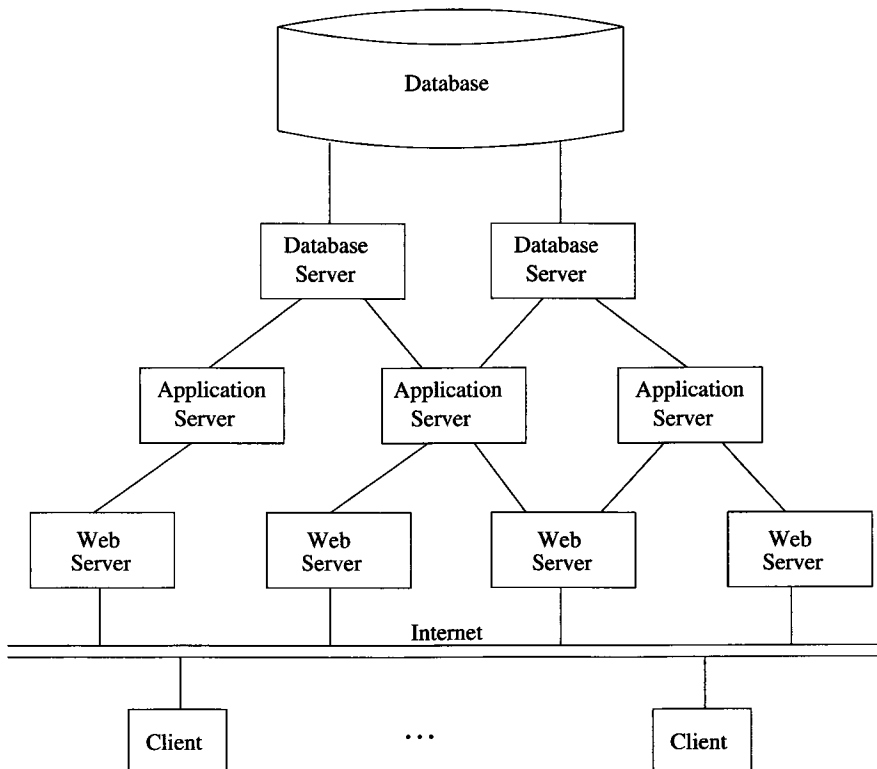 Database
Database
Server
Database
Server
Application
Server
Application
Server
Application
Server
Web
Server
Web
Server
Web
Server
Web
Server
Internet
Client
...
Client